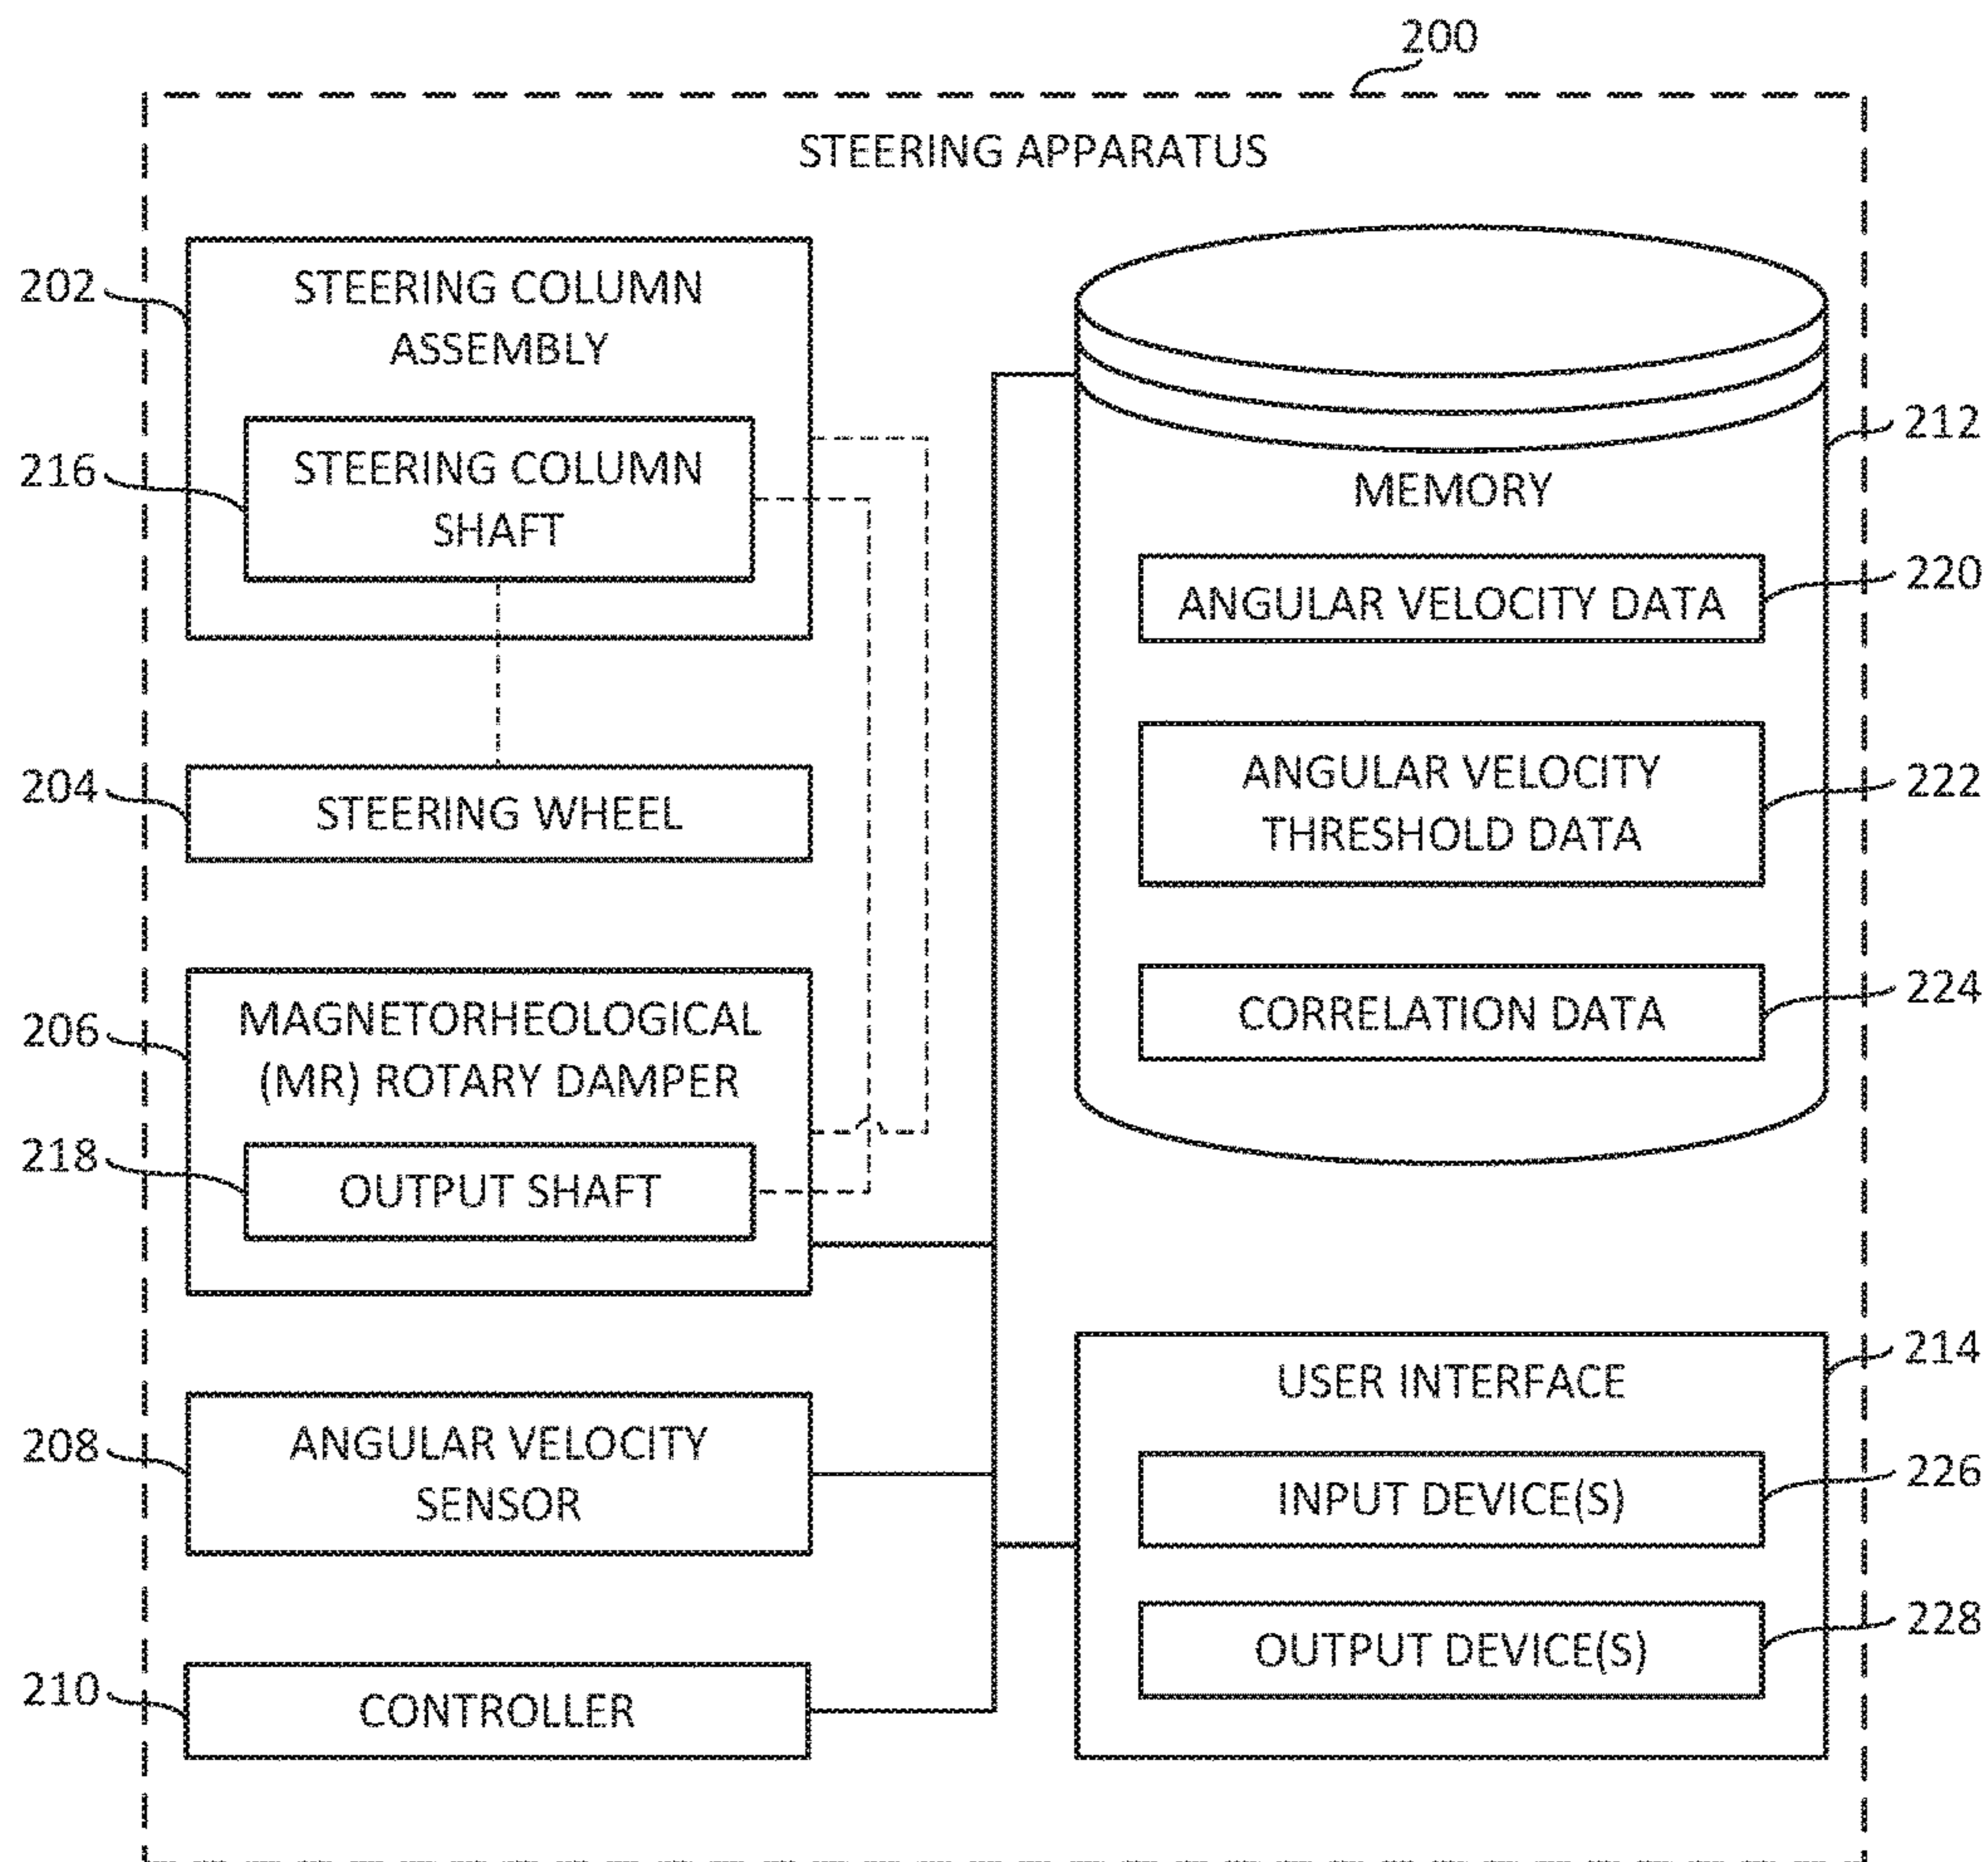 200
STEERING APPARATUS
202
STEERING COLUMN
ASSEMBLY
216
STEERING COLUMN
SHAFT
204
STEERING WHEEL
206
MAGNETORHEOLOGICAL
(MR) ROTARY DAMPER
218
OUTPUT SHAFT
208
ANGULAR VELOCITY
SENSOR
210
CONTROLLER
212
MEMORY
220
ANGULAR VELOCITY DATA
222
ANGULAR VELOCITY
THRESHOLD DATA
224
CORRELATION DATA
214
USER INTERFACE
226
INPUT DEVICE(S)
228
OUTPUT DEVICE(S)